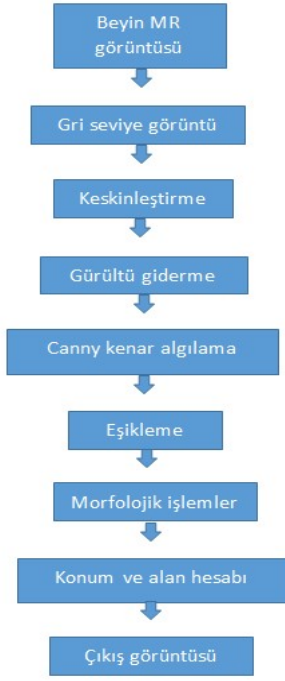 Beyin MR
görüntüsü
Gri seviye görüntü
Keskinleştirme
Gürültü giderme
Canny kenar algılama
Eşikleme
Morfolojik işlemler
Konum ve alan hesabı
Çıkış görüntüsü